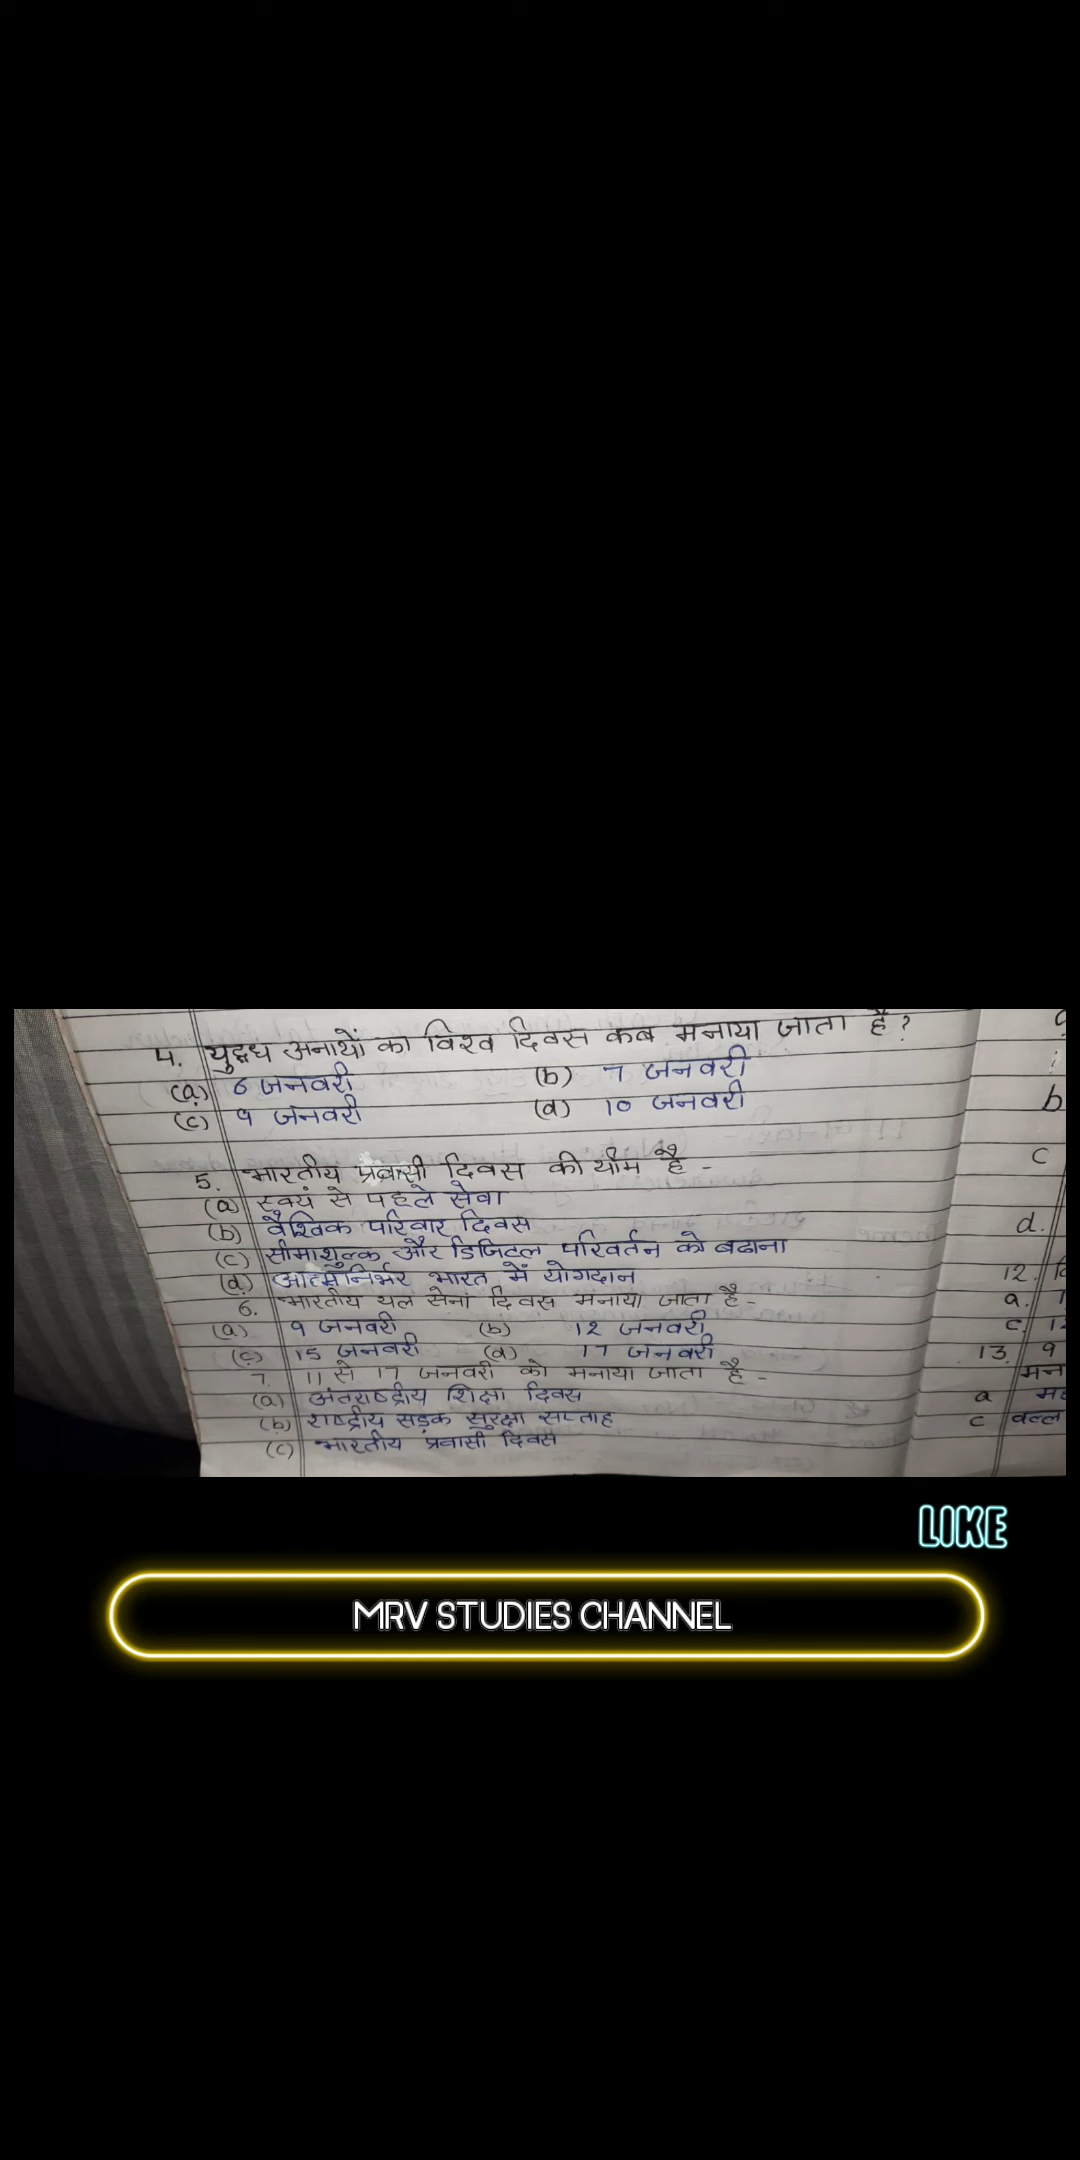 4. युद्ध अनाथों का विश्व दिवस कब मनाया जाता है?
(a) 6 जनवरी (b) 7 जनवरी
(c) 9 जनवरी (d) 10 जनवरी
5. भारतीय प्रवासी दिवस की थीम है -
(a) स्वयं से पहले सेवा
(b) वैश्विक परिवार दिवस
(c) सीमाशुल्क और डिजिटल परिवर्तन को बढाना
(d) आत्मनिर्भर भारत में योगदान
6. भारतीय थल सेना दिवस मनाया जाता है -
(a) 9 जनवरी (b) 12 जनवरी
(c) 15 जनवरी (d) 17 जनवरी
7. 11 से 17 जनवरी को मनाया जाता है -
(a) अंतराष्ट्रीय शिक्षा दिवस
(b) राष्ट्रीय सड़क सुरक्षा सप्ताह
(c) भारतीय प्रवासी दिवस
b
c
d.
12.
a.
c.
13. 9
मन
a
c वल्ल
LIKE
MRV STUDIES CHANNEL